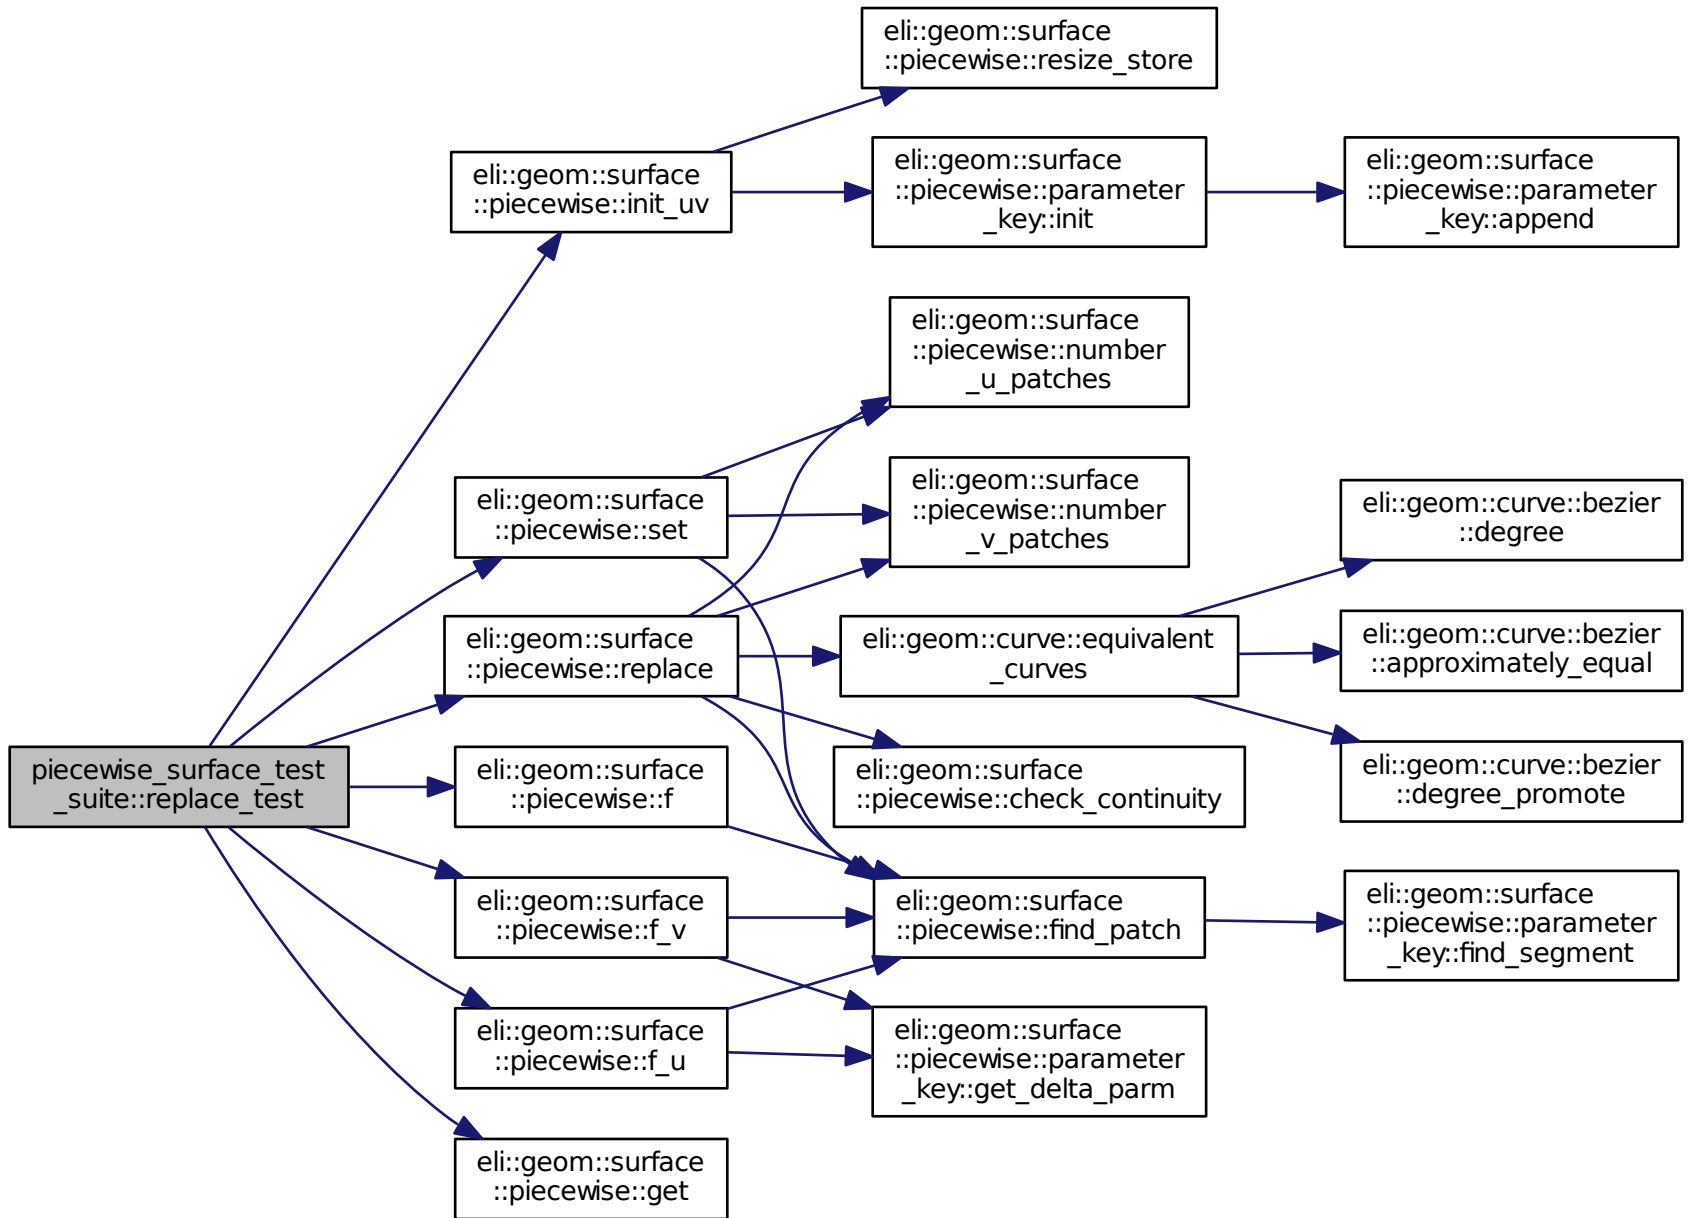 eli::geom::surface
::piecewise::resize_store
eli::geom::surface
::piecewise::init_uv
eli::geom::surface
::piecewise::parameter
_key::init
eli::geom::surface
::piecewise::parameter
_key::append
eli::geom::surface
::piecewise::number
_u_patches
eli::geom::surface
::piecewise::set
eli::geom::surface
::piecewise::number
_v_patches
eli::geom::curve::bezier
::degree
eli::geom::surface
::piecewise::replace
eli::geom::curve::equivalent
_curves
eli::geom::curve::bezier
::approximately_equal
piecewise_surface_test
_suite::replace_test
eli::geom::surface
::piecewise::f
eli::geom::surface
::piecewise::check_continuity
eli::geom::curve::bezier
::degree_promote
eli::geom::surface
::piecewise::f_v
eli::geom::surface
::piecewise::find_patch
eli::geom::surface
::piecewise::parameter
_key::find_segment
eli::geom::surface
::piecewise::f_u
eli::geom::surface
::piecewise::parameter
_key::get_delta_parm
eli::geom::surface
::piecewise::get